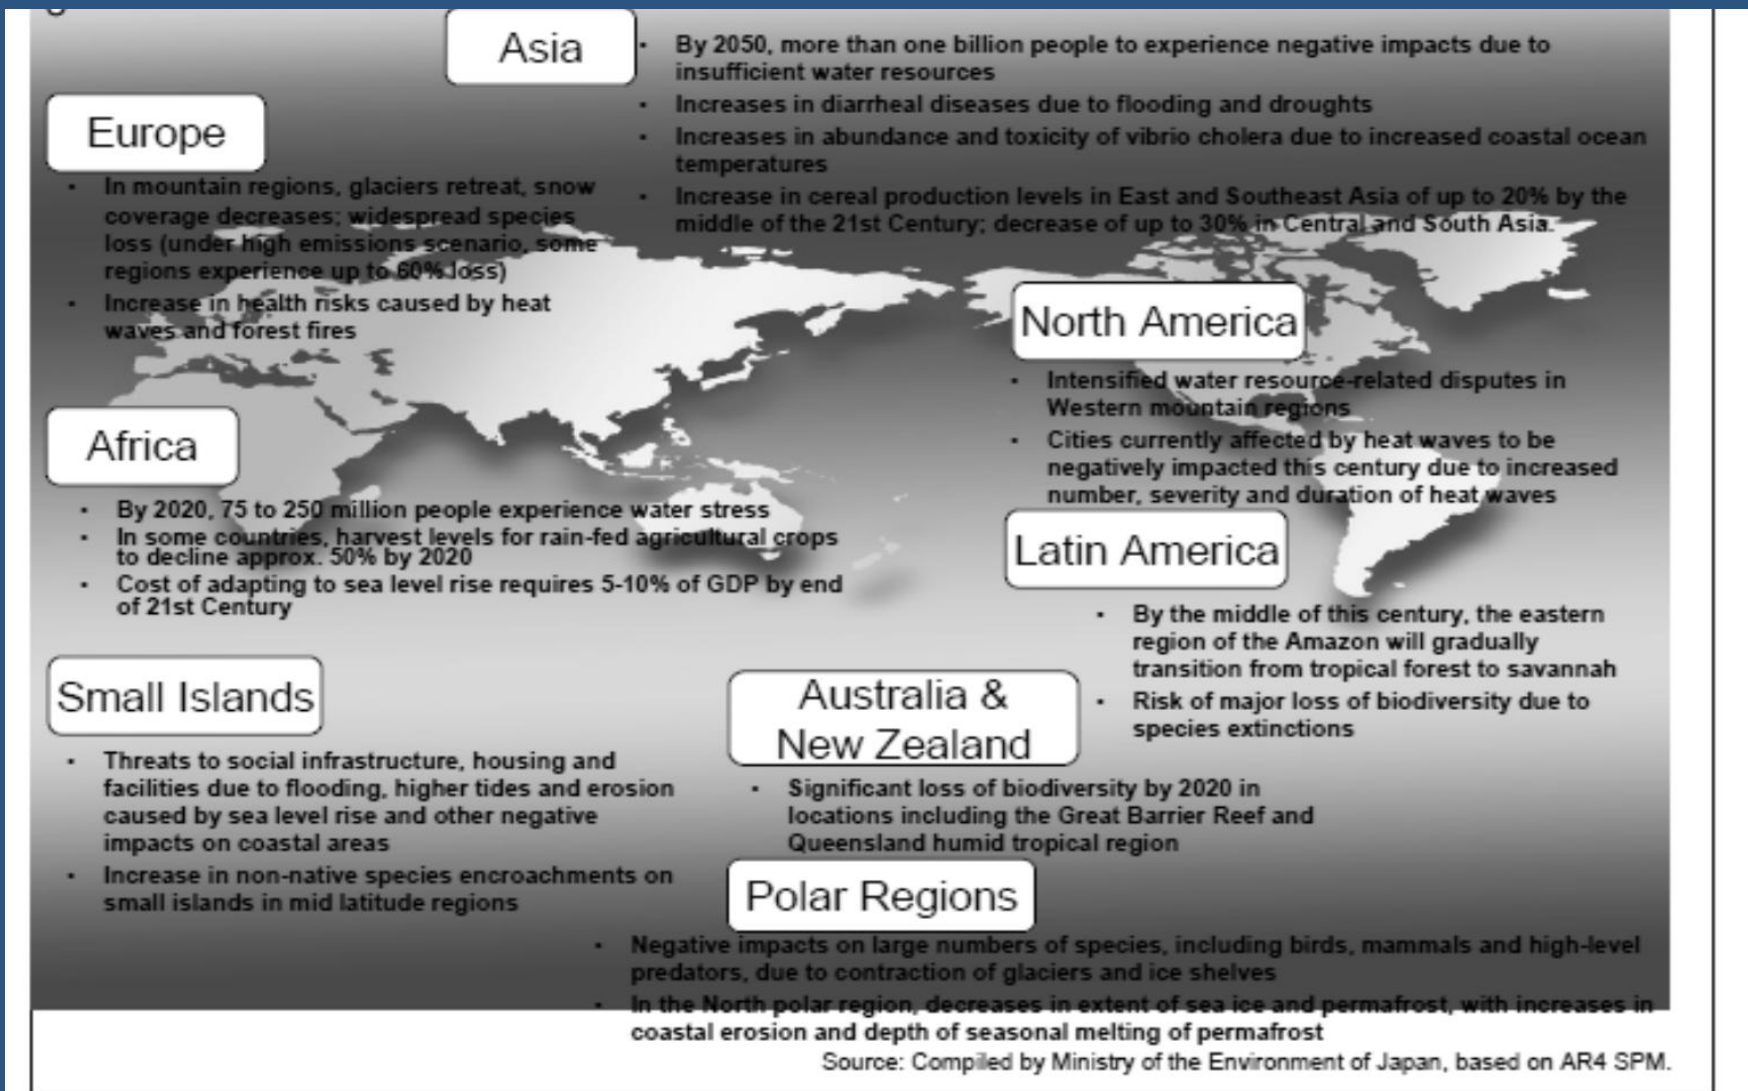 Asia
· By 2050, more than one billion people to experience negative impacts due to
insufficient water resources
· Increases in diarrheal diseases due to flooding and droughts
· Increases in abundance and toxicity of vibrio cholera due to increased coastal ocean
temperatures
· Increase in cereal production levels in East and Southeast Asia of up to 20% by the
middle of the 21st Century; decrease of up to 30% in Central and South Asia.
Europe
· In mountain regions, glaciers retreat, snow
coverage decreases; widespread species
loss (under high emissions scenario, some
regions experience up to 60% loss)
· Increase in health risks caused by heat
waves and forest fires
North America
· Intensified water resource-related disputes in
Western mountain regions
· Cities currently affected by heat waves to be
negatively impacted this century due to increased
number, severity and duration of heat waves
Africa
· By 2020, 75 to 250 million people experience water stress
· In some countries, harvest levels for rain-fed agricultural crops
to decline approx. 50% by 2020
· Cost of adapting to sea level rise requires 5-10% of GDP by end
of 21st Century
Latin America
· By the middle of this century, the eastern
region of the Amazon will gradually
transition from tropical forest to savannah
· Risk of major loss of biodiversity due to
species extinctions
Small Islands
· Threats to social infrastructure, housing and
facilities due to flooding, higher tides and erosion
caused by sea level rise and other negative
impacts on coastal areas
· Increase in non-native species encroachments on
small islands in mid latitude regions
Australia &
New Zealand
· Significant loss of biodiversity by 2020 in
locations including the Great Barrier Reef and
Queensland humid tropical region
Polar Regions
· Negative impacts on large numbers of species, including birds, mammals and high-level
predators, due to contraction of glaciers and ice shelves
· In the North polar region, decreases in extent of sea ice and permafrost, with increases in
coastal erosion and depth of seasonal melting of permafrost
Source: Compiled by Ministry of the Environment of Japan, based on AR4 SPM.